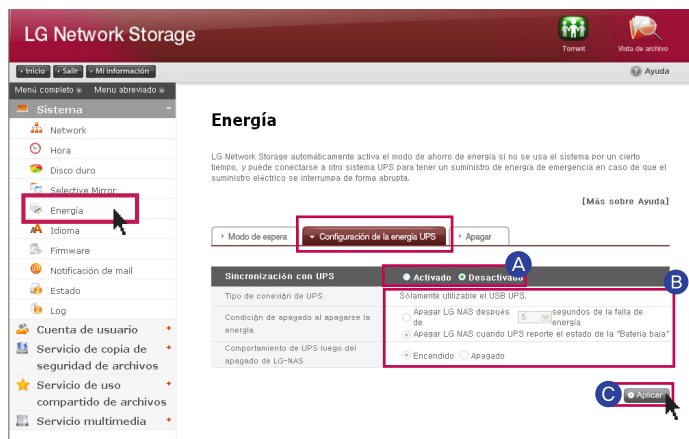 LG Network Storage
Torrent
Vista de archivo
Inicio Salir Mi información
Ayuda
Menú completo Menu abreviado
Sistema -
Network
Hora
Disco duro
Selective Mirror
Energía
Idioma
Firmware
Notificación de mail
Estado
Log
Cuenta de usuario +
Servicio de copia de +
seguridad de archivos
Servicio de uso +
compartido de archivos
Servicio multimedia +
Energía
LG Network Storage automáticamente activa el modo de ahorro de energía si no se usa el sistema por un cierto
tiempo, y puede conectarse a otro sistema UPS para tener un suministro de energía de emergencia en caso de que el
suministro eléctrico se interrumpa de forma abrupta.
[Más sobre Ayuda]
Modo de espera
Configuración de la energía UPS
Apagar
Sincronización con UPS
Activado Desactivado
A
B
Tipo de conexión de UPS
Sólamente utilizable el USB UPS.
Condición de apagado al apagarse la
energía
Apagar LG NAS después 5 segundos de la falla de
de energía
Apagar LG NAS cuando UPS reporte el estado de la "Batería baja"
Comportamiento de UPS luego del
apagado de LG-NAS
Encendido Apagado
C
Aplicar